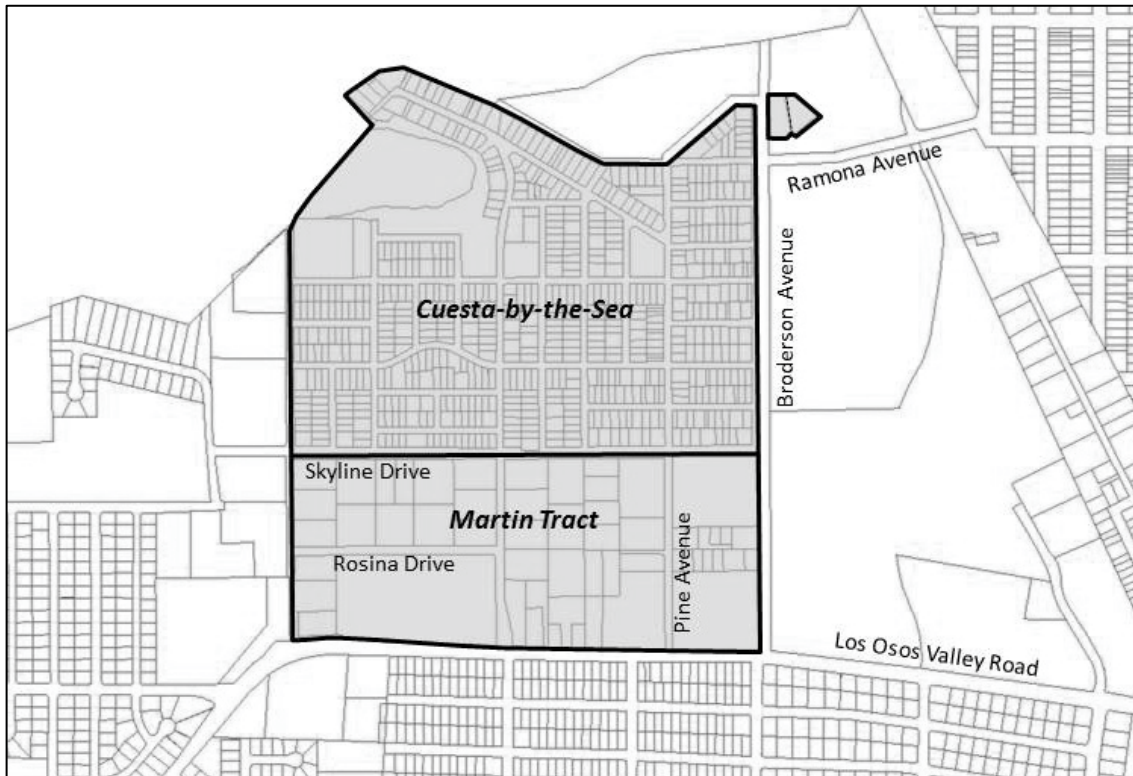 Ramona Avenue
Broderson Avenue
Cuesta-by-the-Sea
Skyline Drive
Martin Tract
Pine Avenue
Rosina Drive
Los Osos Valley Road